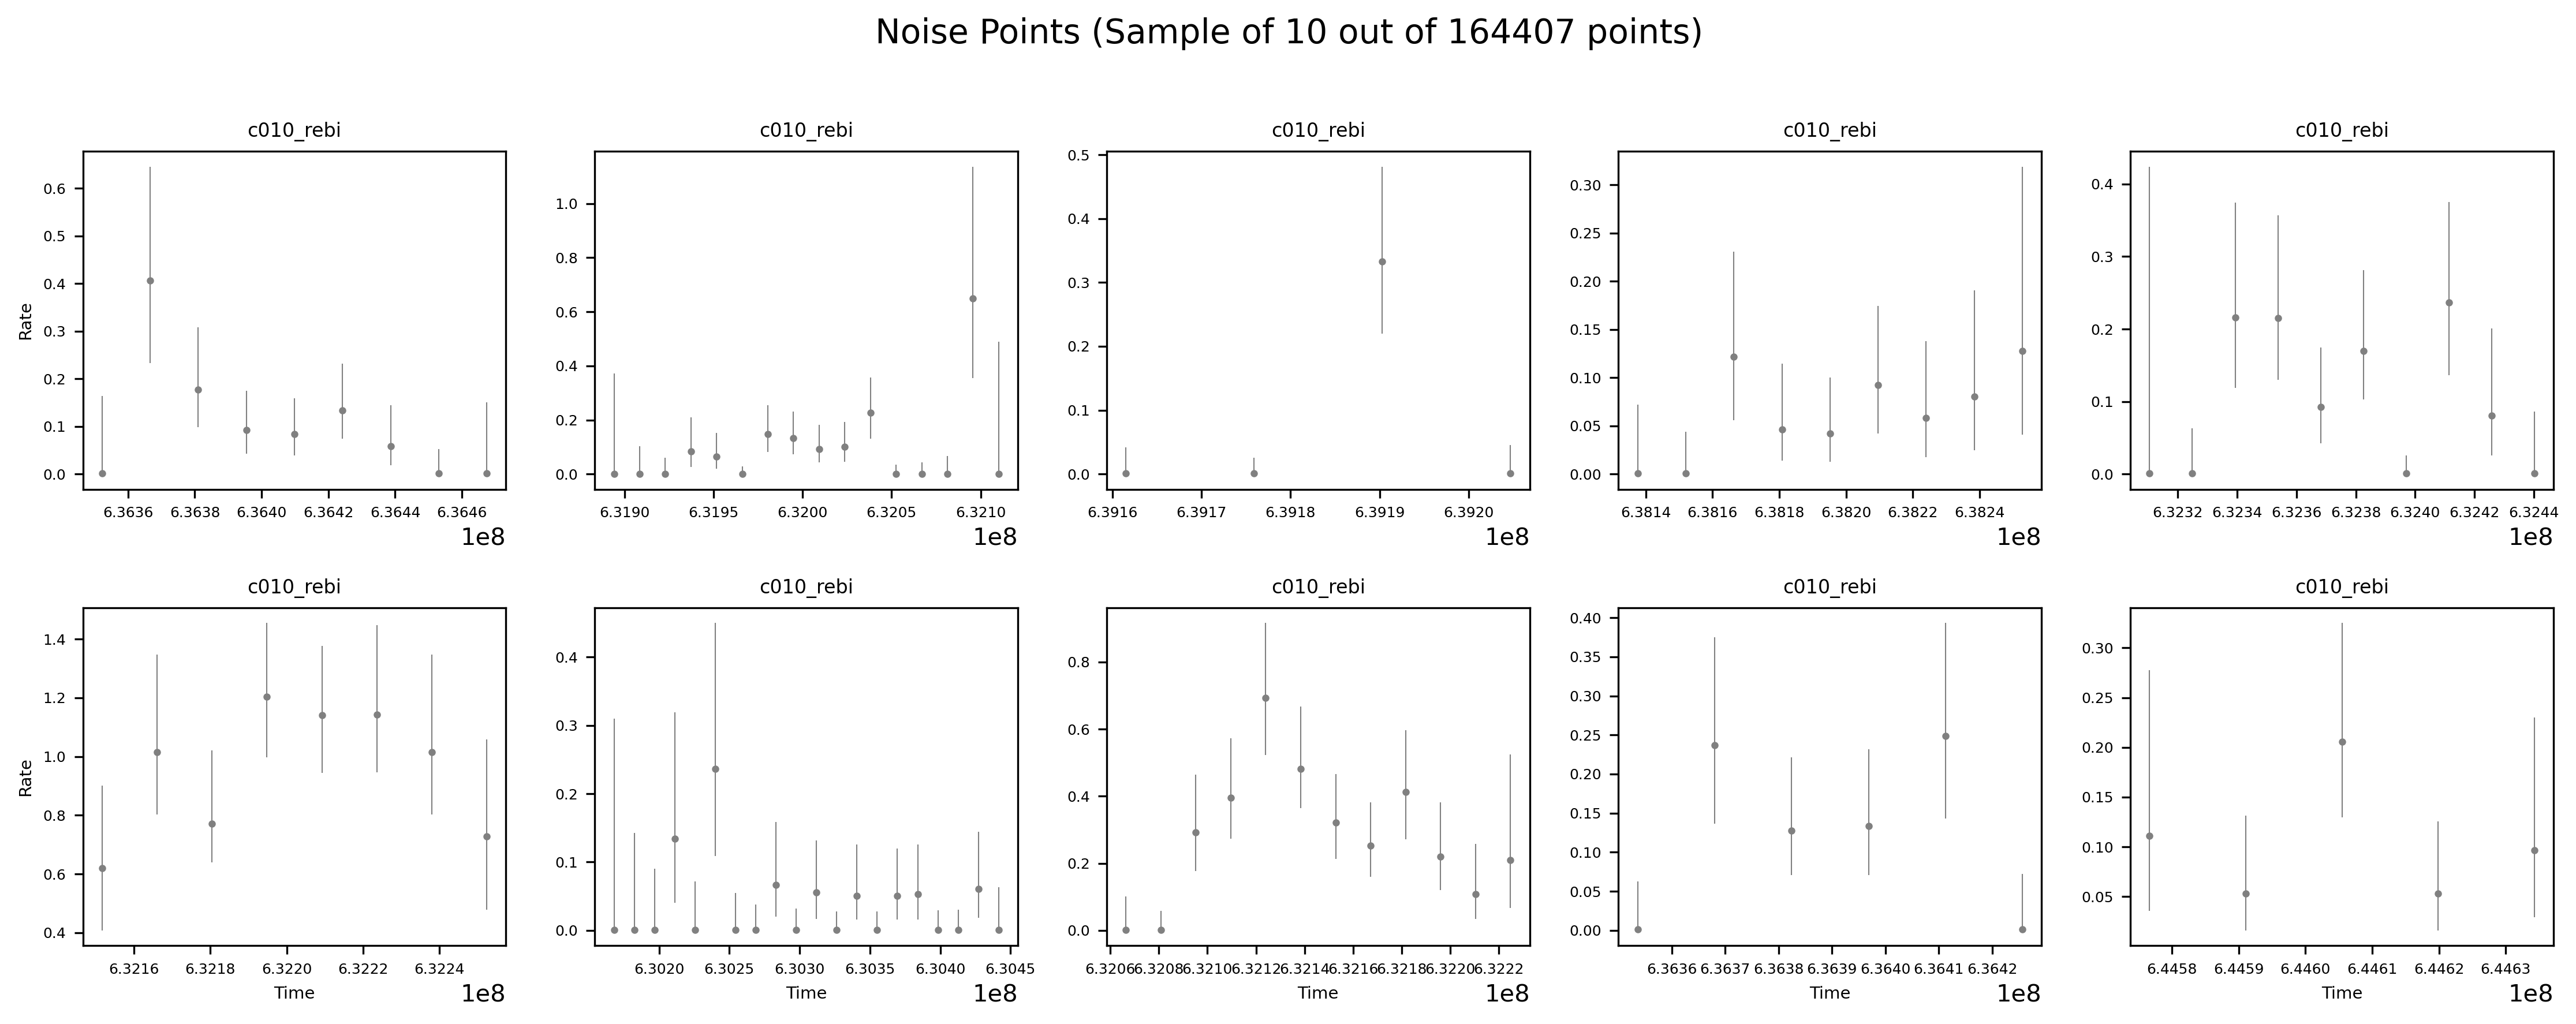 Noise Points (Sample of 10 out of 164407 points)
c010_rebi c010_rebi c010_rebi c010_rebi c010_rebi
Rate
0.6
0.5
0.4
0.3
0.2
0.1
0.0
6.3636 6.3638 6.3640 6.3642 6.3644 6.3646
1e8
1.0
0.8
0.6
0.4
0.2
0.0
6.3190 6.3195 6.3200 6.3205 6.3210
1e8
0.5
0.4
0.3
0.2
0.1
0.0
6.3916 6.3917 6.3918 6.3919 6.3920
1e8
0.30
0.25
0.20
0.15
0.10
0.05
0.00
6.3814 6.3816 6.3818 6.3820 6.3822 6.3824
1e8
0.4
0.3
0.2
0.1
0.0
6.3232 6.3234 6.3236 6.3238 6.3240 6.3242 6.3244
1e8
c010_rebi c010_rebi c010_rebi c010_rebi c010_rebi
Rate
1.4
1.2
1.0
0.8
0.6
0.4
6.3216 6.3218 6.3220 6.3222 6.3224
Time
1e8
0.4
0.3
0.2
0.1
0.0
6.3020 6.3025 6.3030 6.3035 6.3040 6.3045
Time
1e8
0.8
0.6
0.4
0.2
0.0
6.3206 6.3208 6.3210 6.3212 6.3214 6.3216 6.3218 6.3220 6.3222
Time
1e8
0.40
0.35
0.30
0.25
0.20
0.15
0.10
0.05
0.00
6.3636 6.3637 6.3638 6.3639 6.3640 6.3641 6.3642
Time
1e8
0.30
0.25
0.20
0.15
0.10
0.05
6.4458 6.4459 6.4460 6.4461 6.4462 6.4463
Time
1e8